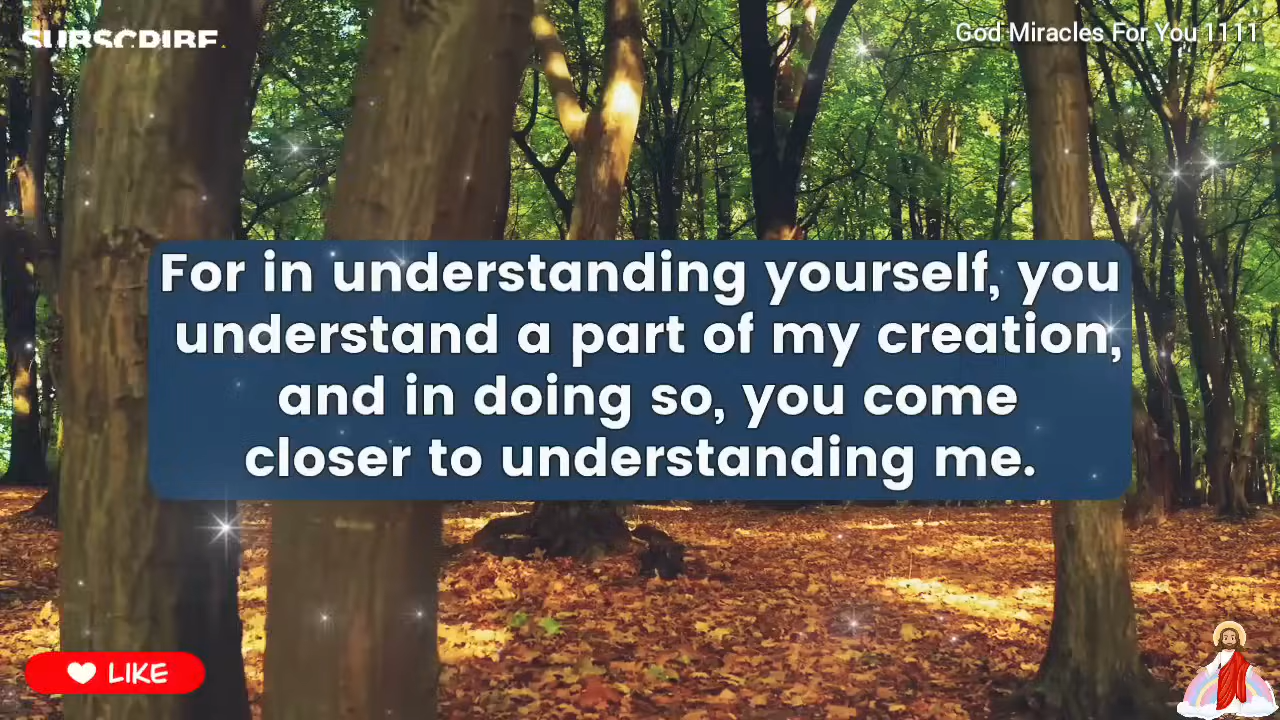 SUBSCRIBE
God Miracles For You 1111
For in understanding yourself, you
understand a part of my creation,
and in doing so, you come
closer to understanding me.
LIKE